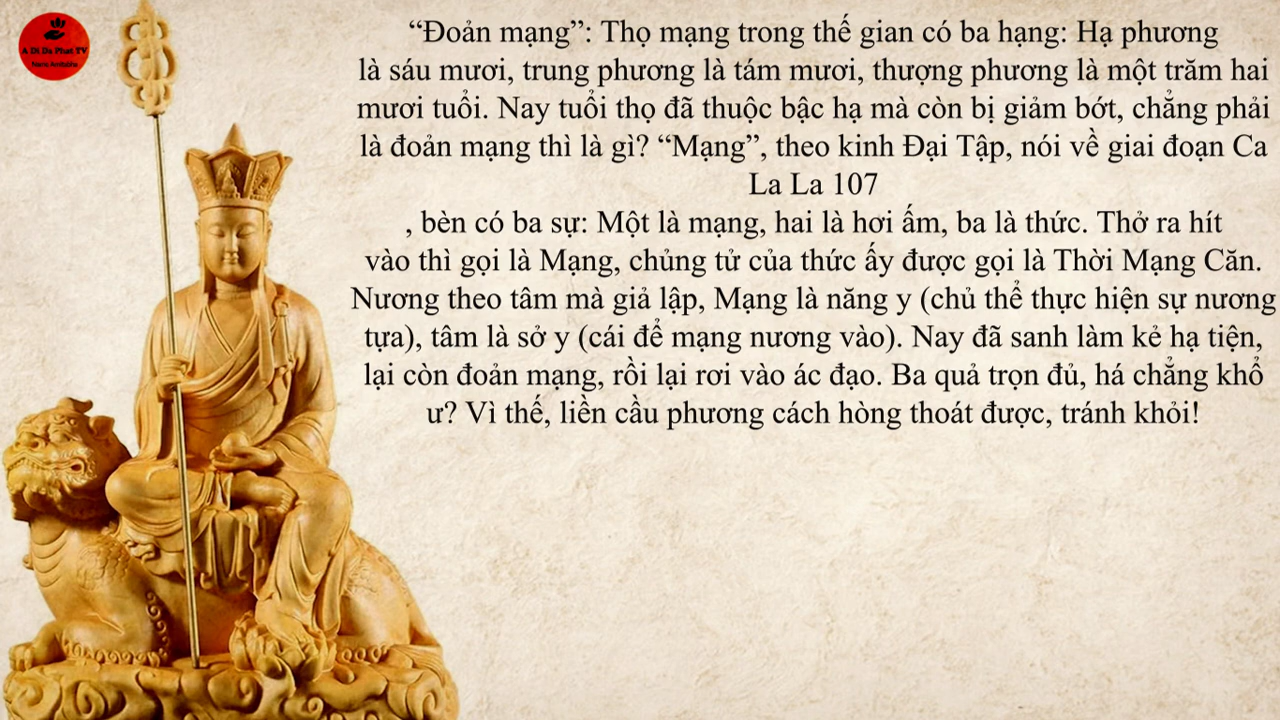 A Di Da Phat TV
Namo Amitabha
“Đoản mạng”: Thọ mạng trong thế gian có ba hạng: Hạ phương
là sáu mươi, trung phương là tám mươi, thượng phương là một trăm hai
mươi tuổi. Nay tuổi thọ đã thuộc bậc hạ mà còn bị giảm bớt, chẳng phải
là đoản mạng thì là gì? “Mạng”, theo kinh Đại Tập, nói về giai đoạn Ca
La La 107
, bèn có ba sự: Một là mạng, hai là hơi ấm, ba là thức. Thở ra hít
vào thì gọi là Mạng, chủng tử của thức ấy được gọi là Thời Mạng Căn.
Nương theo tâm mà giả lập, Mạng là năng y (chủ thể thực hiện sự nương
tựa), tâm là sở y (cái để mạng nương vào). Nay đã sanh làm kẻ hạ tiện,
lại còn đoản mạng, rồi lại rơi vào ác đạo. Ba quả trọn đủ, há chẳng khổ
ư? Vì thế, liền cầu phương cách hòng thoát được, tránh khỏi!